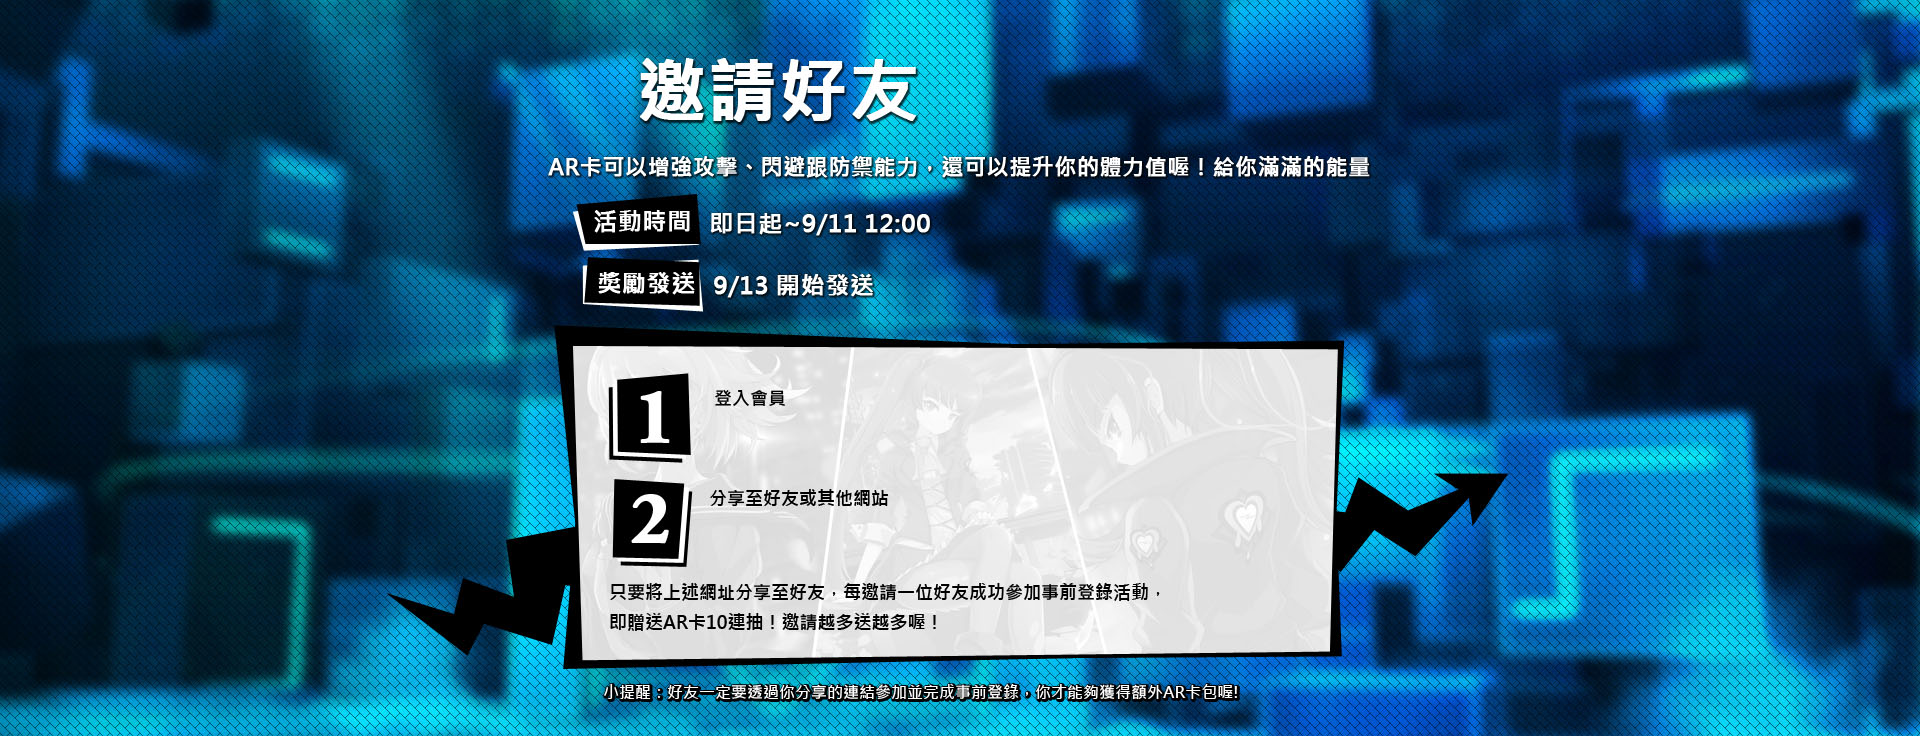 邀請好友
AR卡可以增強攻擊、閃避跟防禦能力，還可以提升你的體力值喔！給你滿滿的能量
活動時間 即日起~9/11 12:00
獎勵發送 9/13 開始發送
1 登入會員
2 分享至好友或其他網站
只要將上述網址分享至好友，每邀請一位好友成功參加事前登錄活動，
即贈送AR卡10連抽！邀請越多送越多喔！
小提醒：好友一定要透過你分享的連結參加並完成事前登錄，你才能夠獲得額外AR卡包喔!